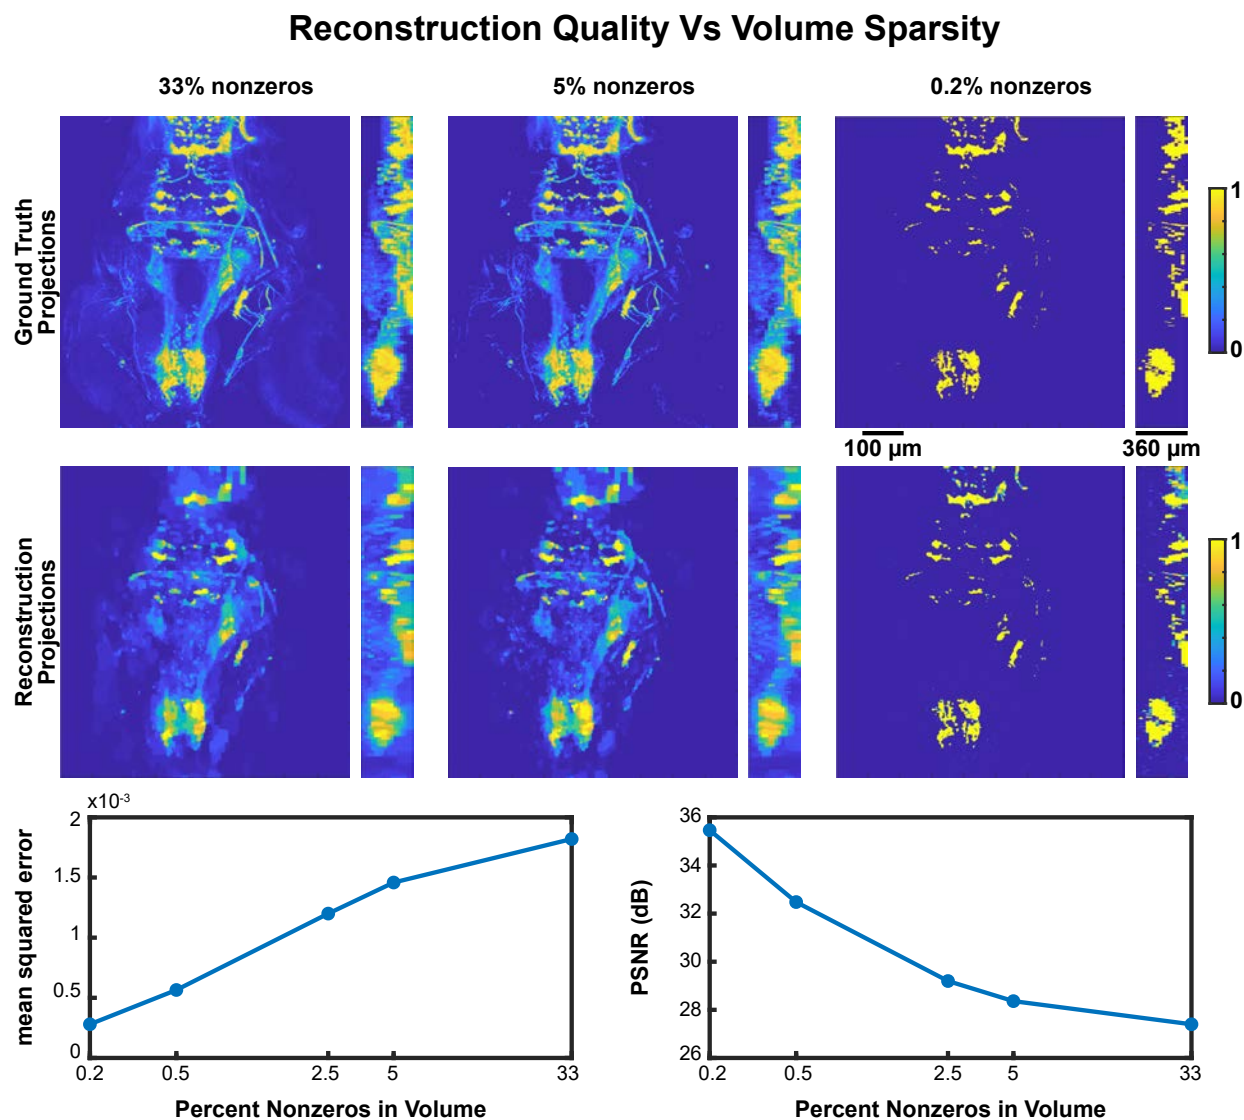 Reconstruction Quality Vs Volume Sparsity
33% nonzeros
5% nonzeros
0.2% nonzeros
Ground Truth
Projections
1
0
100 µm
360 µm
Reconstruction
Projections
1
0
x10-3
2
1.5
1
0.5
0
mean squared error
0.2
0.5
2.5
5
33
Percent Nonzeros in Volume
36
34
32
30
28
26
PSNR (dB)
0.2
0.5
2.5
5
33
Percent Nonzeros in Volume